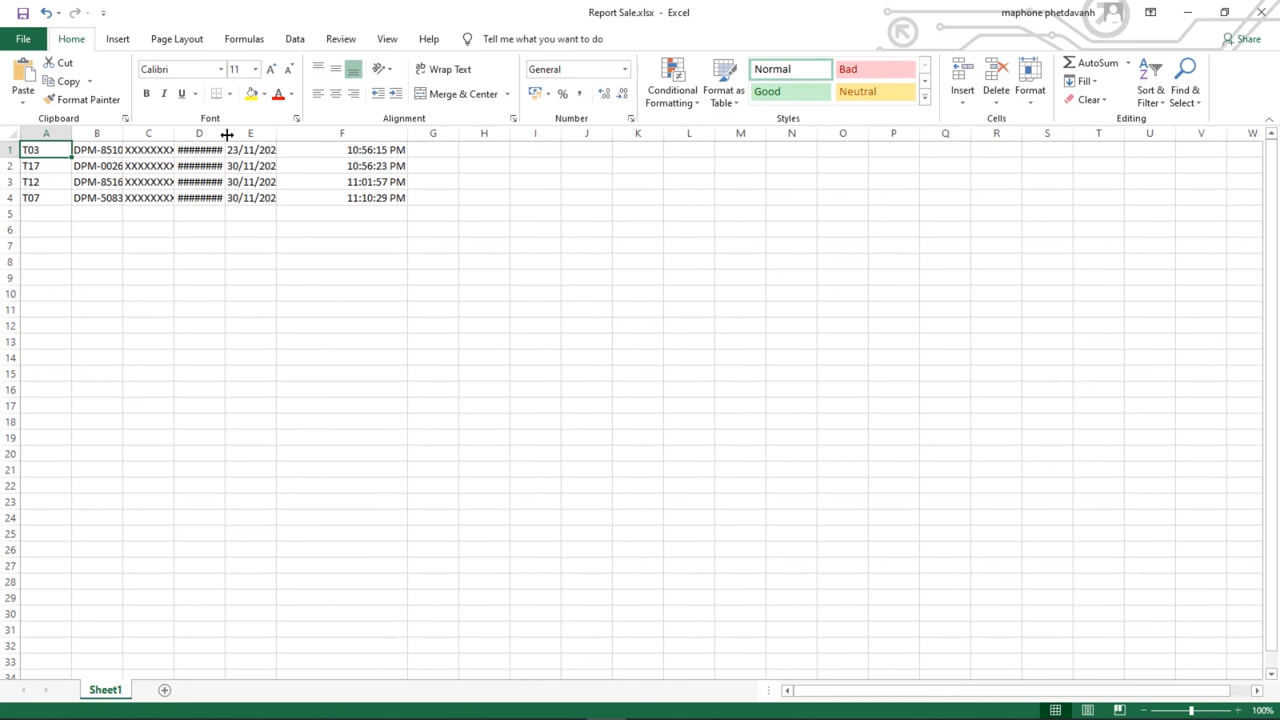 Report Sale.xlsx - Excel
maphone phetdavanh
File Home Insert Page Layout Formulas Data Review View Help Tell me what you want to do Share
Paste
Cut
Copy
Format Painter
Clipboard
Calibri 11
B I U A
Font
Wrap Text
Merge & Center
Alignment
General
%
Number
Conditional Formatting
Format as Table
Normal Bad
Good Neutral
Styles
Insert Delete Format
Cells
AutoSum
Fill
Clear
Sort & Filter
Find & Select
Editing
A B C D E F G H I J K L M N O P Q R S T U V W
1 T03 DPM-8510 XXXXXXXX ######## 23/11/202 10:56:15 PM
2 T17 DPM-0026 XXXXXXXX ######## 30/11/202 10:56:23 PM
3 T12 DPM-8516 XXXXXXXX ######## 30/11/202 11:01:57 PM
4 T07 DPM-5083 XXXXXXXX ######## 30/11/202 11:10:29 PM
5
6
7
8
9
10
11
12
13
14
15
16
17
18
19
20
21
22
23
24
25
26
27
28
29
30
31
32
33
34
Sheet1
100%